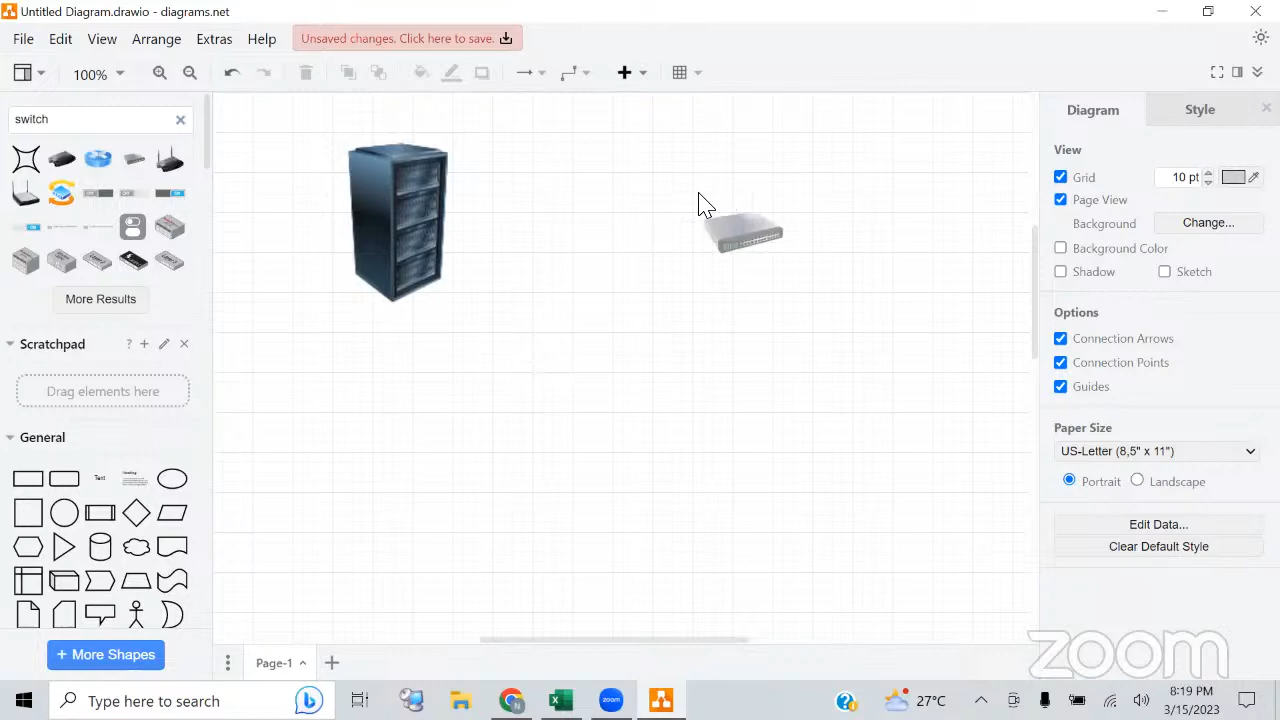 Untitled Diagram.drawio - diagrams.net
File Edit View Arrange Extras Help Unsaved changes. Click here to save.
100%
switch
More Results
Scratchpad ?
Drag elements here
General
Text
Heading
+ More Shapes
Page-1
Diagram Style
View
Grid 10 pt
Page View
Background Change...
Background Color
Shadow Sketch
Options
Connection Arrows
Connection Points
Guides
Paper Size
US-Letter (8,5" x 11")
Portrait Landscape
Edit Data...
Clear Default Style
zoom
Type here to search
zoom
27°C
8:19 PM
3/15/2023